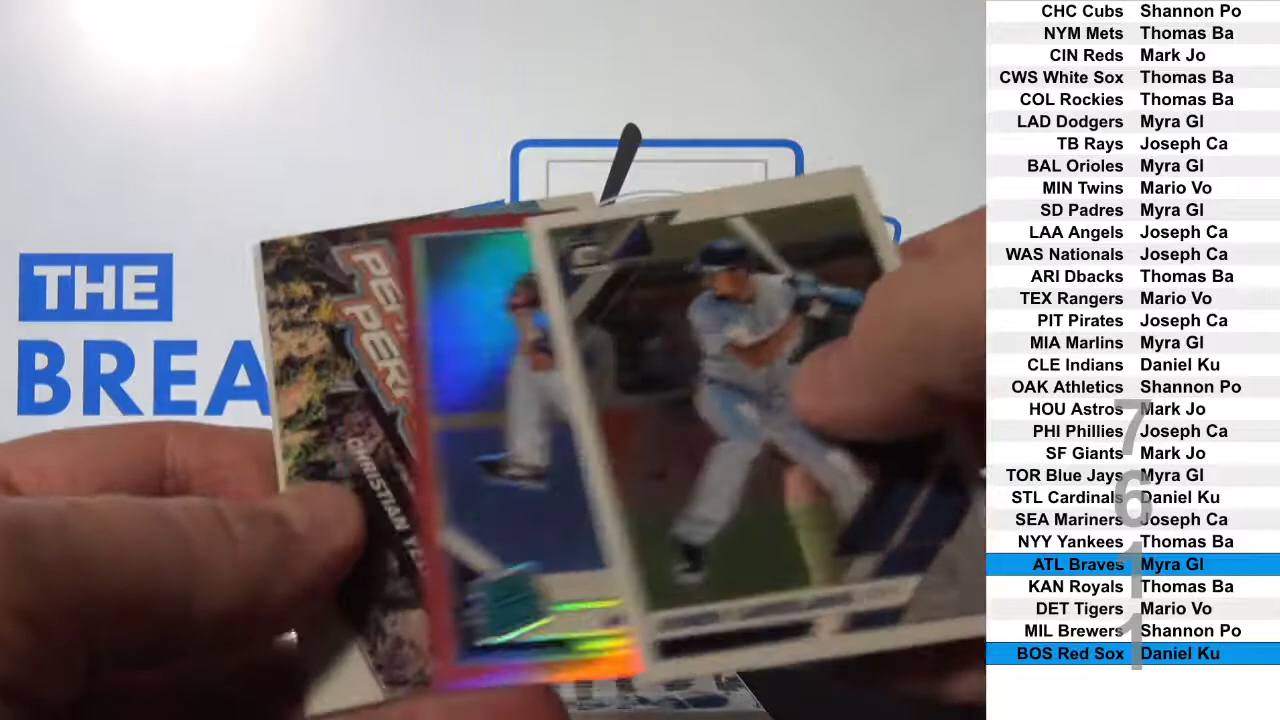 THE
BREA
CHRISTIAN YE
CHC Cubs Shannon Po
NYM Mets Thomas Ba
CIN Reds Mark Jo
CWS White Sox Thomas Ba
COL Rockies Thomas Ba
LAD Dodgers Myra Gl
TB Rays Joseph Ca
BAL Orioles Myra Gl
MIN Twins Mario Vo
SD Padres Myra Gl
LAA Angels Joseph Ca
WAS Nationals Joseph Ca
ARI Dbacks Thomas Ba
TEX Rangers Mario Vo
PIT Pirates Joseph Ca
MIA Marlins Myra Gl
CLE Indians Daniel Ku
OAK Athletics Shannon Po
HOU Astros Mark Jo
PHI Phillies Joseph Ca
SF Giants Mark Jo
TOR Blue Jays Myra Gl
STL Cardinals Daniel Ku
SEA Mariners Joseph Ca
NYY Yankees Thomas Ba
ATL Braves Myra Gl
KAN Royals Thomas Ba
DET Tigers Mario Vo
MIL Brewers Shannon Po
BOS Red Sox Daniel Ku
7
6
1
1